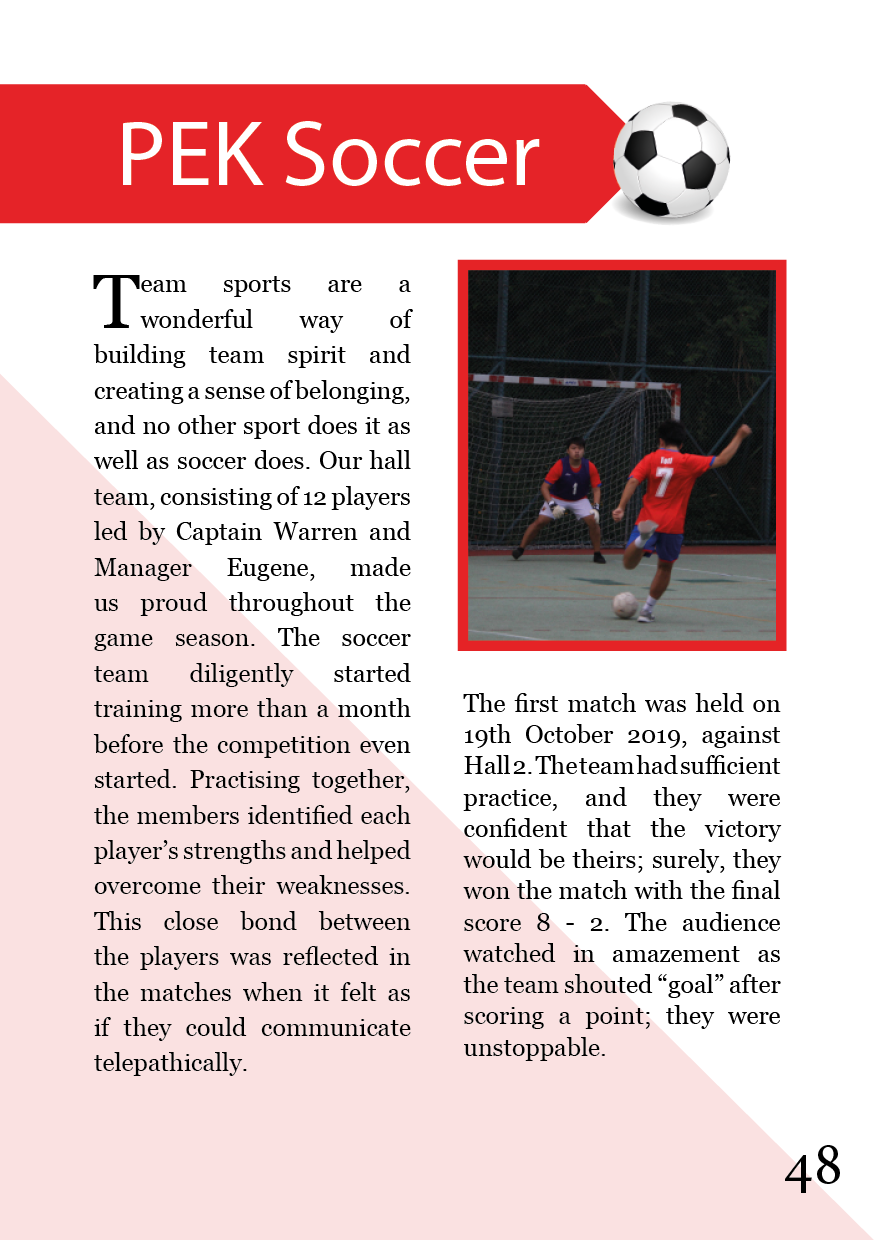 PEK Soccer
Team sports are a
wonderful way of
building team spirit and
creating a sense of belonging,
and no other sport does it as
well as soccer does. Our hall
team, consisting of 12 players
led by Captain Warren and
Manager Eugene, made
us proud throughout the
game season. The soccer
team diligently started
training more than a month
before the competition even
started. Practising together,
the members identified each
player’s strengths and helped
overcome their weaknesses.
This close bond between
the players was reflected in
the matches when it felt as
if they could communicate
telepathically.
7
1
The first match was held on
19th October 2019, against
Hall 2. The team had sufficient
practice, and they were
confident that the victory
would be theirs; surely, they
won the match with the final
score 8 - 2. The audience
watched in amazement as
the team shouted “goal” after
scoring a point; they were
unstoppable.
48